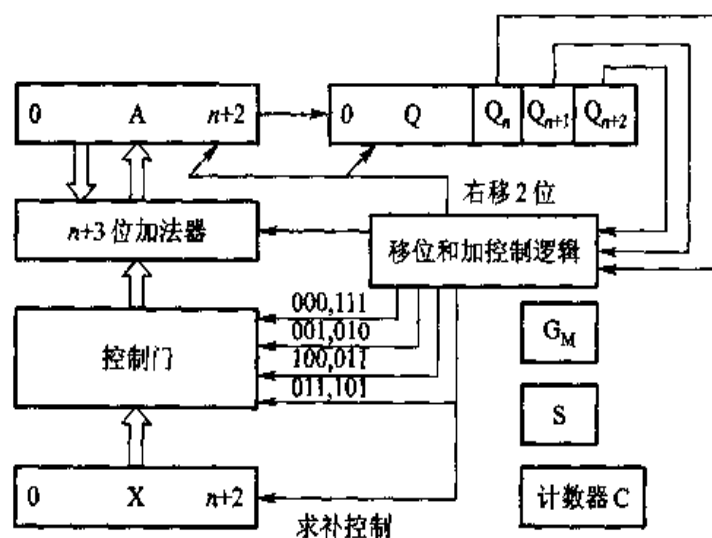 0 A n+2
0 Q Qn Qn+1 Qn+2
右移2位
n+3位加法器
移位和加控制逻辑
000,111
001,010
100,011
011,101
控制门
GM
S
0 X n+2
计数器C
求补控制